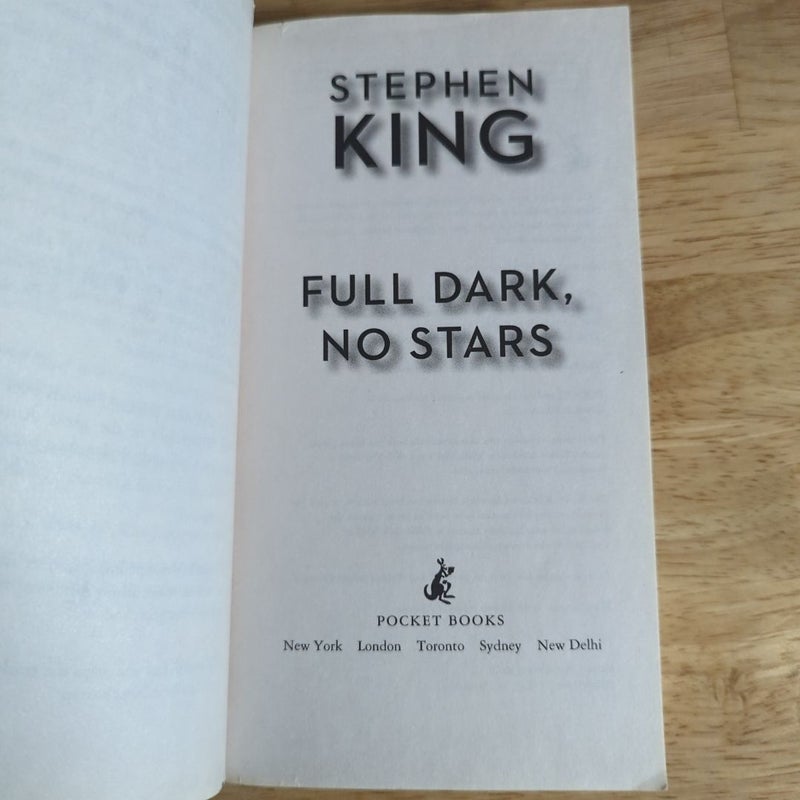 STEPHEN
KING
FULL DARK,
NO STARS
POCKET BOOKS
New York London Toronto Sydney New Delhi